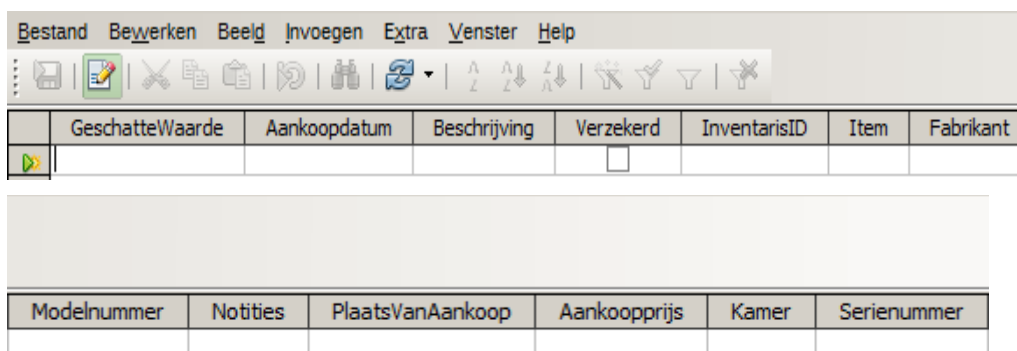 Bestand Bewerken Beeld Invoegen Extra Venster Help
GeschatteWaarde Aankoopdatum Beschrijving Verzekerd InventarisID Item Fabrikant
Modelnummer Notities PlaatsVanAankoop Aankoopprijs Kamer Serienummer